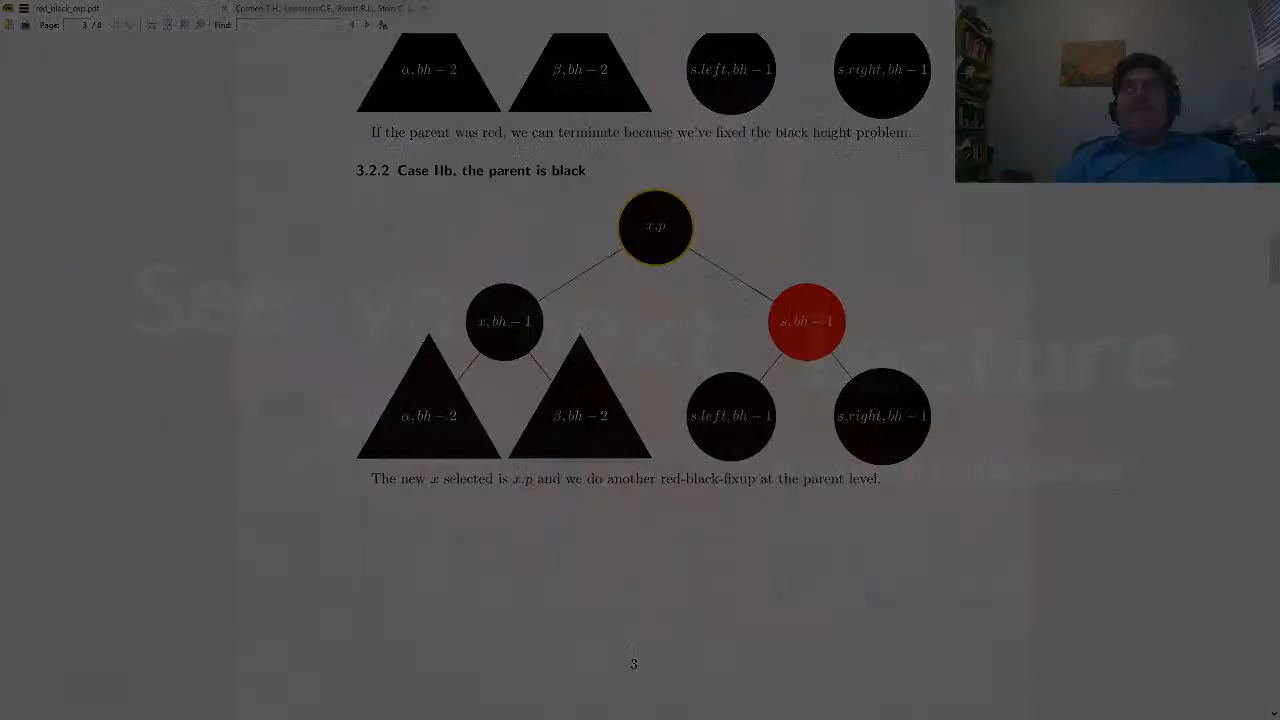 red_black_exp.pdf
Page: 3 / 8
Find:
α, bh − 2 β, bh − 2 s.left, bh − 1 s.right, bh − 1
If the parent was red, we can terminate because we've fixed the black height problem.
3.2.2 Case IIb. the parent is black
x.p
x, bh − 1 s, bh − 1
α, bh − 2 β, bh − 2 s.left, bh − 1 s.right, bh − 1
The new x selected is x.p and we do another red-black-fixup at the parent level.
3
See next lecture